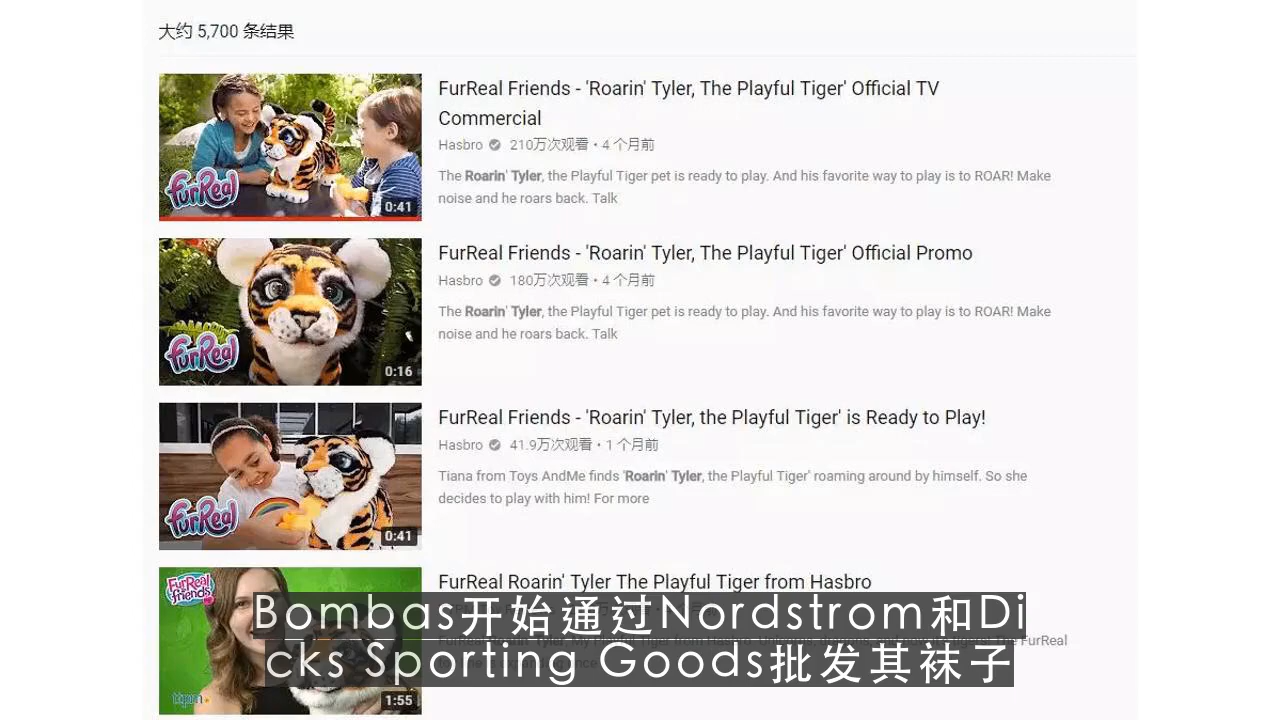 大约 5,700 条结果
FurReal Friends - 'Roarin' Tyler, The Playful Tiger' Official TV
Commercial
Hasbro 210万次观看 • 4 个月前
The Roarin' Tyler, the Playful Tiger pet is ready to play. And his favorite way to play is to ROAR! Make
noise and he roars back. Talk
furReal
0:41
FurReal Friends - 'Roarin' Tyler, The Playful Tiger' Official Promo
Hasbro 180万次观看 • 4 个月前
The Roarin' Tyler, the Playful Tiger pet is ready to play. And his favorite way to play is to ROAR! Make
noise and he roars back. Talk
furReal
0:16
FurReal Friends - 'Roarin' Tyler, the Playful Tiger' is Ready to Play!
Hasbro 41.9万次观看 • 1 个月前
Tiana from Toys AndMe finds 'Roarin' Tyler, the Playful Tiger' roaming around by himself. So she
decides to play with him! For more
furReal
0:41
FurReal Roarin' Tyler The Playful Tiger from Hasbro
FurReal
friends
FurReal
ttpm
1:55
Bombas开始通过Nordstrom和Di
cks Sporting Goods批发其袜子